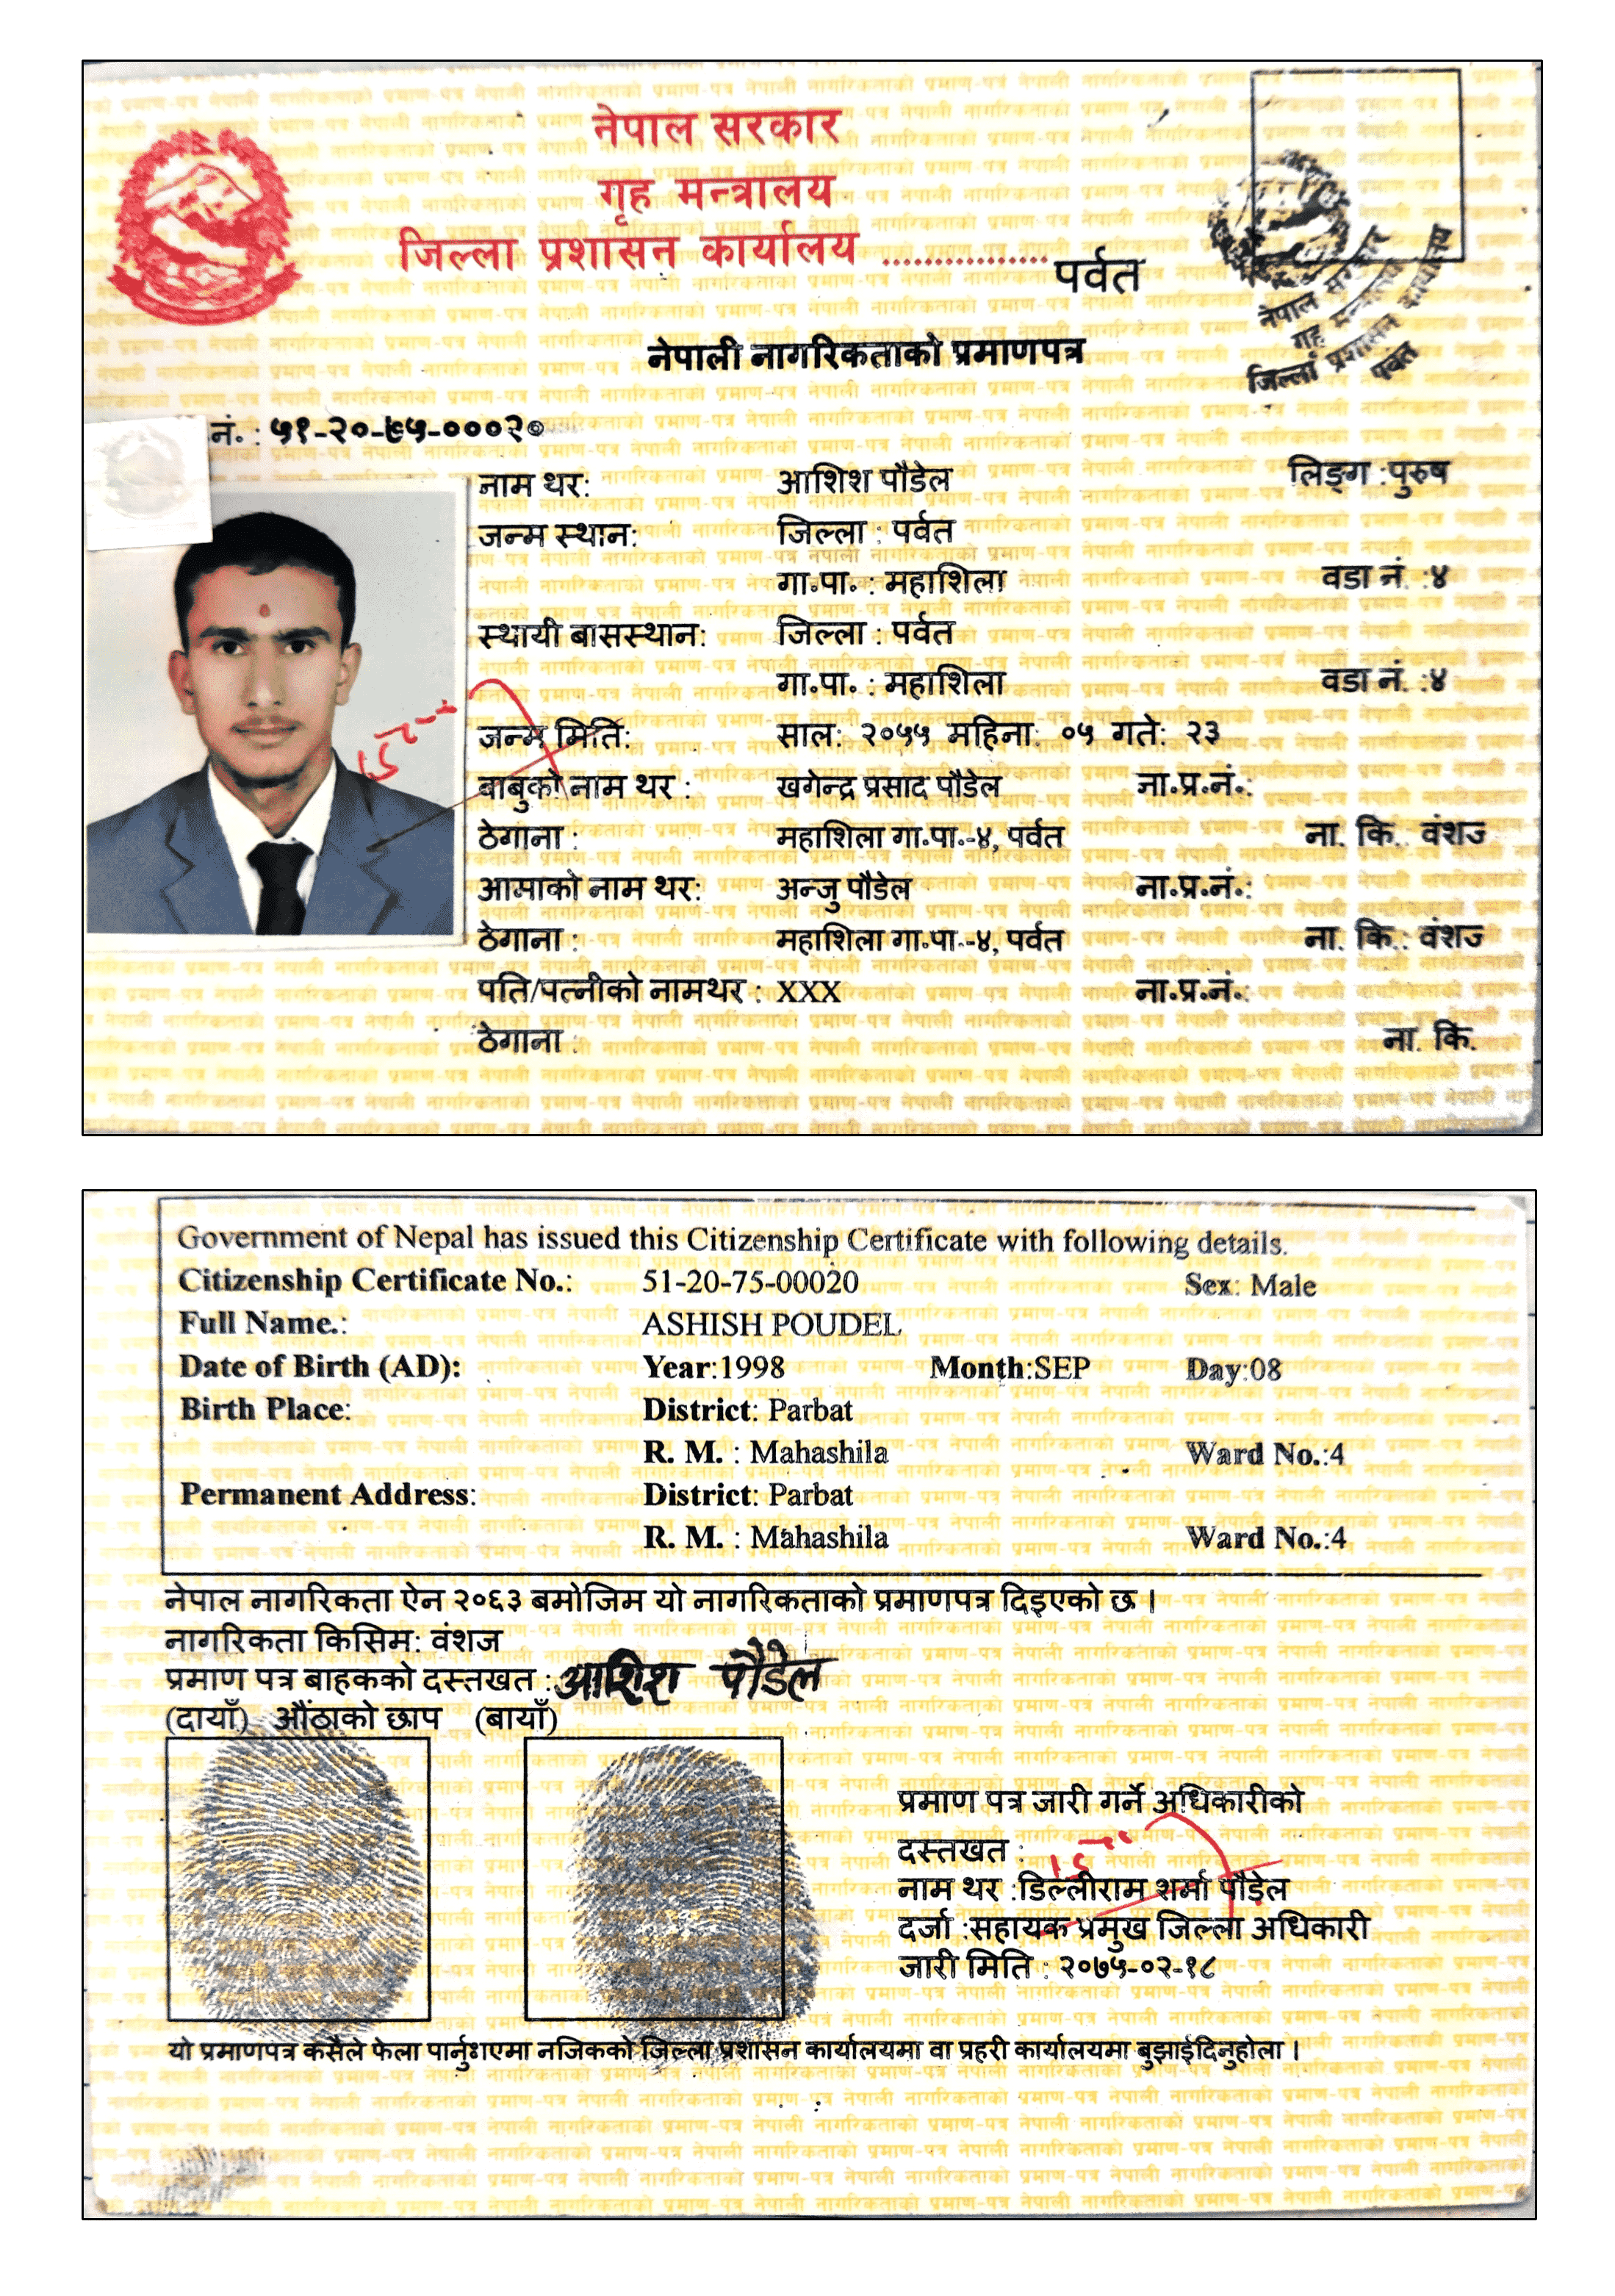 नेपाल सरकार
गृह मन्त्रालय
जिल्ला प्रशासन कार्यालय ................ पर्वत
नेपाल सरकार
गृह मन्त्रालय
जिल्ला प्रशासन कार्यालय
पर्वत
नेपाली नागरिकताको प्रमाणपत्र
नं. : ५१-२०-७५-०००२०
नाम थर: आशिश पौडेल लिङ्ग :पुरुष
जन्म स्थान: जिल्ला : पर्वत
गा.पा. : महाशिला वडा नं. :४
स्थायी बासस्थान: जिल्ला : पर्वत
गा.पा. : महाशिला वडा नं. :४
जन्म मिति: साल: २०५५ महिना: ०५ गते: २३
बाबुको नाम थर : खगेन्द्र प्रसाद पौडेल ना.प्र.नं.:
ठेगाना : महाशिला गा.पा.-४, पर्वत ना. कि.: वंशज
आमाको नाम थर: अन्जु पौडेल ना.प्र.नं.:
ठेगाना : महाशिला गा.पा.-४, पर्वत ना. कि.: वंशज
पति/पत्नीको नामथर : XXX ना.प्र.नं.:
ठेगाना : ना. कि.
Government of Nepal has issued this Citizenship Certificate with following details.
Citizenship Certificate No.: 51-20-75-00020 Sex: Male
Full Name.: ASHISH POUDEL
Date of Birth (AD): Year:1998 Month:SEP Day:08
Birth Place: District: Parbat
R. M. : Mahashila Ward No.:4
Permanent Address: District: Parbat
R. M. : Mahashila Ward No.:4
नेपाल नागरिकता ऐन २०६३ बमोजिम यो नागरिकताको प्रमाणपत्र दिइएको छ ।
नागरिकता किसिम: वंशज
प्रमाण पत्र बाहकको दस्तखत : आशिश पौडेल
(दायाँ) औंठाको छाप (बायाँ)
प्रमाण पत्र जारी गर्ने अधिकारीको
दस्तखत :
नाम थर :डिल्लीराम शर्मा पौडेल
दर्जा :सहायक प्रमुख जिल्ला अधिकारी
जारी मिति : २०७५-०२-१८
यो प्रमाणपत्र कसैले फेला पार्नुभएमा नजिकको जिल्ला प्रशासन कार्यालयमा वा प्रहरी कार्यालयमा बुझाईदिनुहोला ।